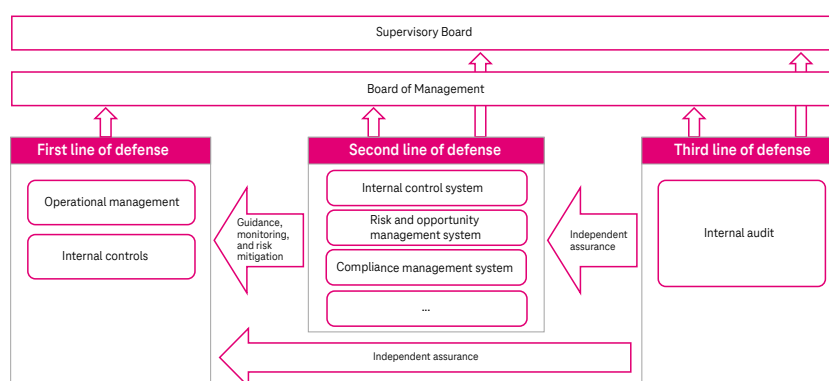 Supervisory Board
Board of Management
First line of defense
Second line of defense
Third line of defense
Operational management
Internal controls
Guidance,
monitoring,
and risk
mitigation
Internal control system
Risk and opportunity
management system
Compliance management system
...
Independent
assurance
Internal audit
Independent assurance